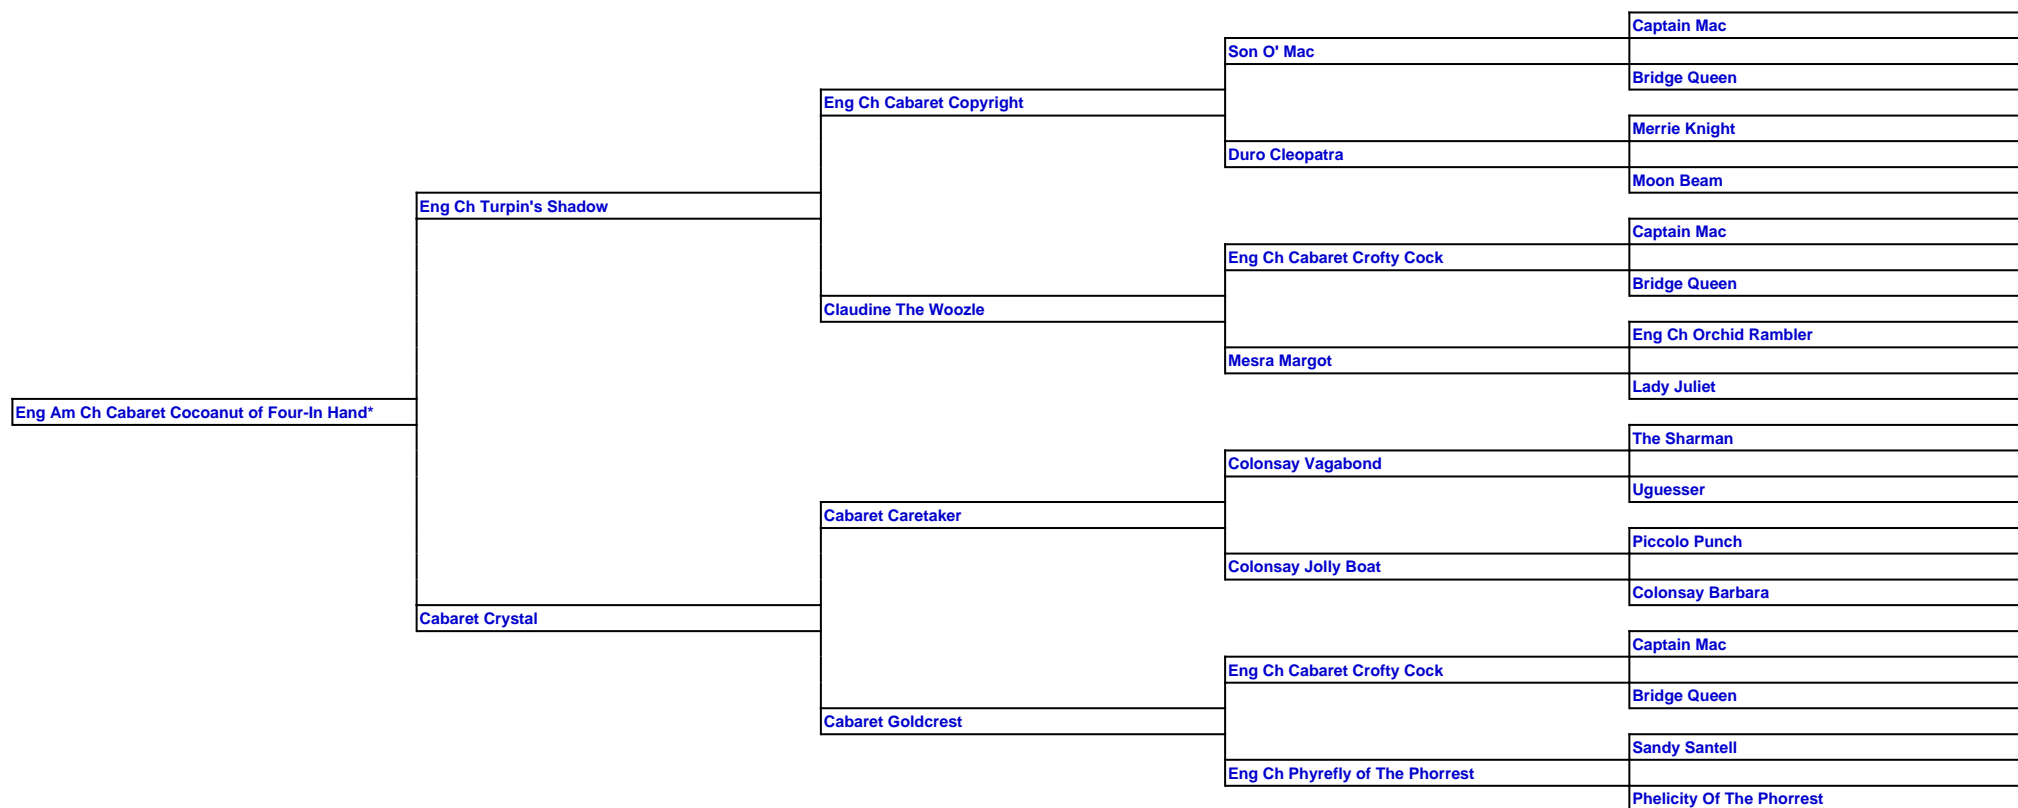 Captain Mac
Son O' Mac
Bridge Queen
Eng Ch Cabaret Copyright
Merrie Knight
Duro Cleopatra
Moon Beam
Eng Ch Turpin's Shadow
Captain Mac
Eng Ch Cabaret Crofty Cock
Bridge Queen
Claudine The Woozle
Eng Ch Orchid Rambler
Mesra Margot
Lady Juliet
Eng Am Ch Cabaret Cocoanut of Four-In Hand*
The Sharman
Colonsay Vagabond
Uguesser
Cabaret Caretaker
Piccolo Punch
Colonsay Jolly Boat
Colonsay Barbara
Cabaret Crystal
Captain Mac
Eng Ch Cabaret Crofty Cock
Bridge Queen
Cabaret Goldcrest
Sandy Santell
Eng Ch Phyrefly of The Phorrest
Phelicity Of The Phorrest